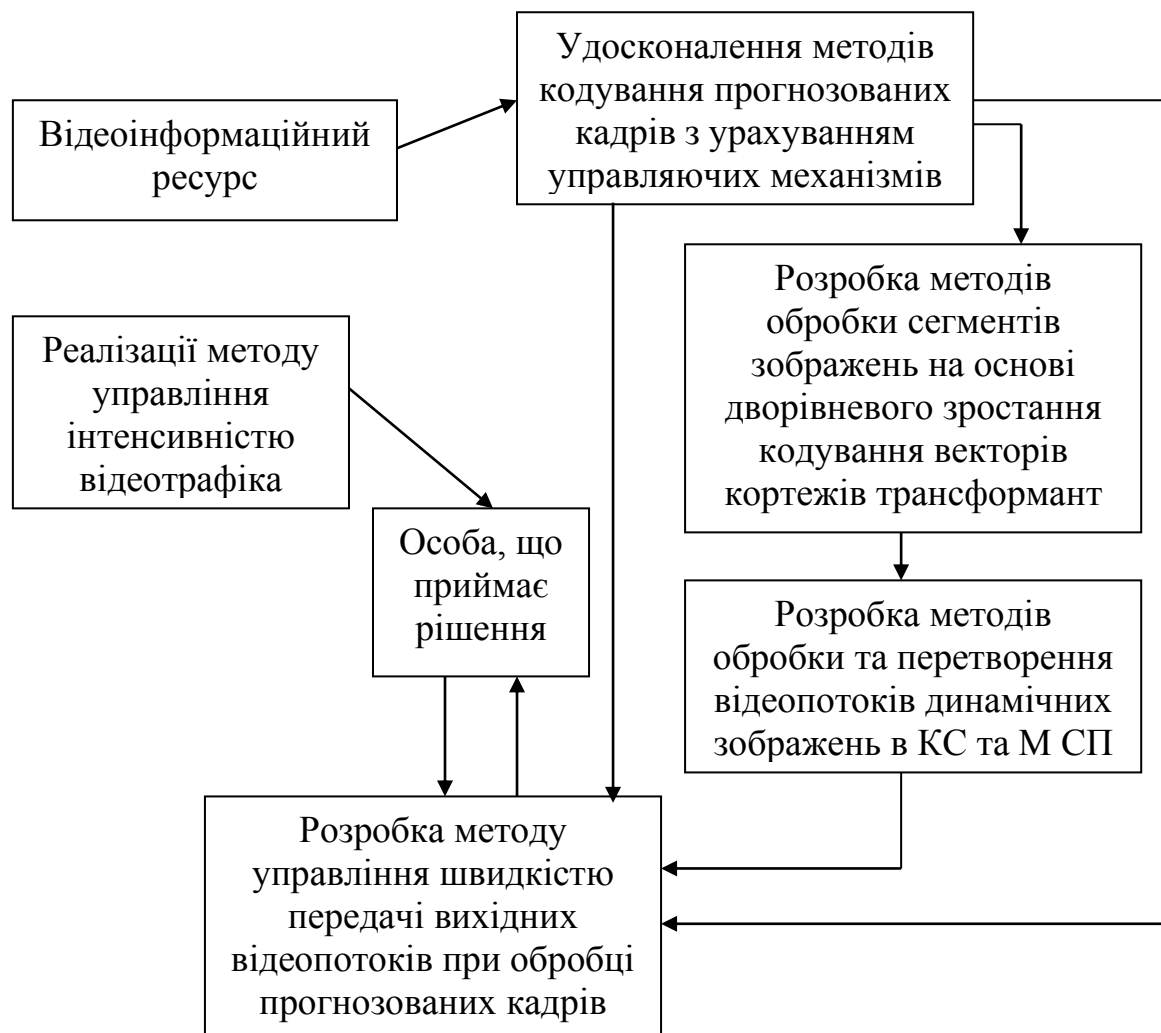 Удосконалення методів
кодування прогнозованих
кадрів з урахуванням
управляючих механізмів
Відеоінформаційний
ресурс
Розробка методів
обробки сегментів
зображень на основі
дворівневого зростання
кодування векторів
кортежів трансформант
Реалізації методу
управління
інтенсивністю
відеотрафіка
Особа, що
приймає
рішення
Розробка методів
обробки та перетворення
відеопотоків динамічних
зображень в КС та М СП
Розробка методу
управління швидкістю
передачі вихідних
відеопотоків при обробці
прогнозованих кадрів